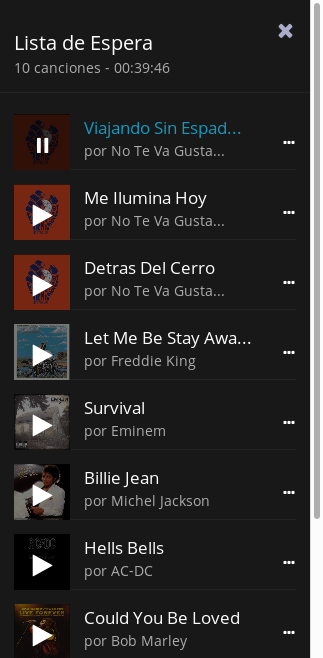 Lista de Espera
10 canciones - 00:39:46
Viajando Sin Espad...
por No Te Va Gusta...
Me Ilumina Hoy
por No Te Va Gusta...
Detras Del Cerro
por No Te Va Gusta...
Let Me Be Stay Awa...
por Freddie King
Survival
por Eminem
Billie Jean
por Michel Jackson
Hells Bells
por AC-DC
Could You Be Loved
por Bob Marley